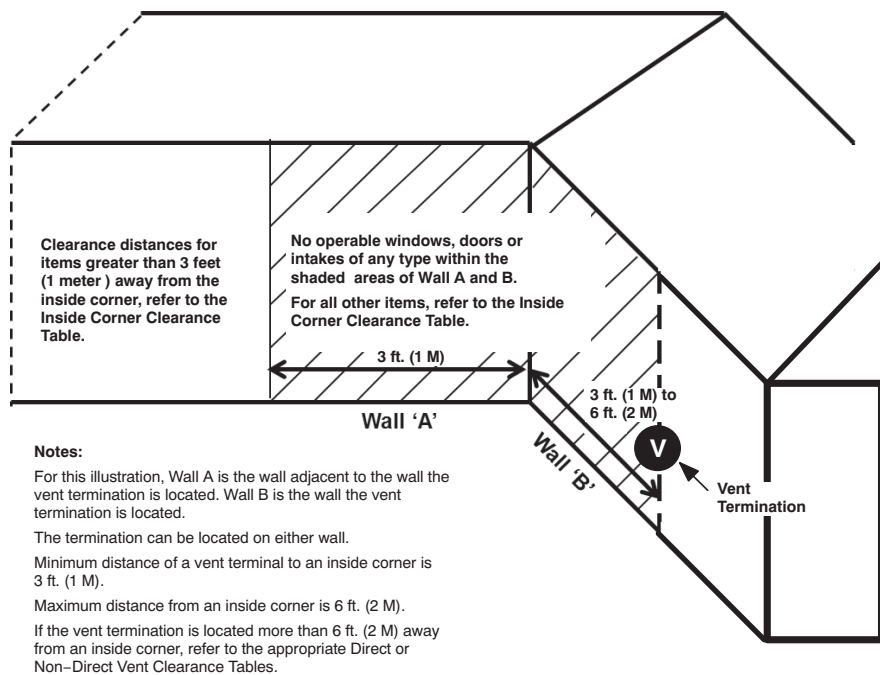 Clearance distances for
items greater than 3 feet
(1 meter ) away from the
inside corner, refer to the
Inside Corner Clearance
Table.
No operable windows, doors or
intakes of any type within the
shaded areas of Wall A and B.
For all other items, refer to the Inside
Corner Clearance Table.
3 ft. (1 M)
Wall ‘A’
3 ft. (1 M) to
6 ft. (2 M)
Wall ‘B’
V
Vent
Termination
Notes:
For this illustration, Wall A is the wall adjacent to the wall the
vent termination is located. Wall B is the wall the vent
termination is located.
The termination can be located on either wall.
Minimum distance of a vent terminal to an inside corner is
3 ft. (1 M).
Maximum distance from an inside corner is 6 ft. (2 M).
If the vent termination is located more than 6 ft. (2 M) away
from an inside corner, refer to the appropriate Direct or
Non−Direct Vent Clearance Tables.